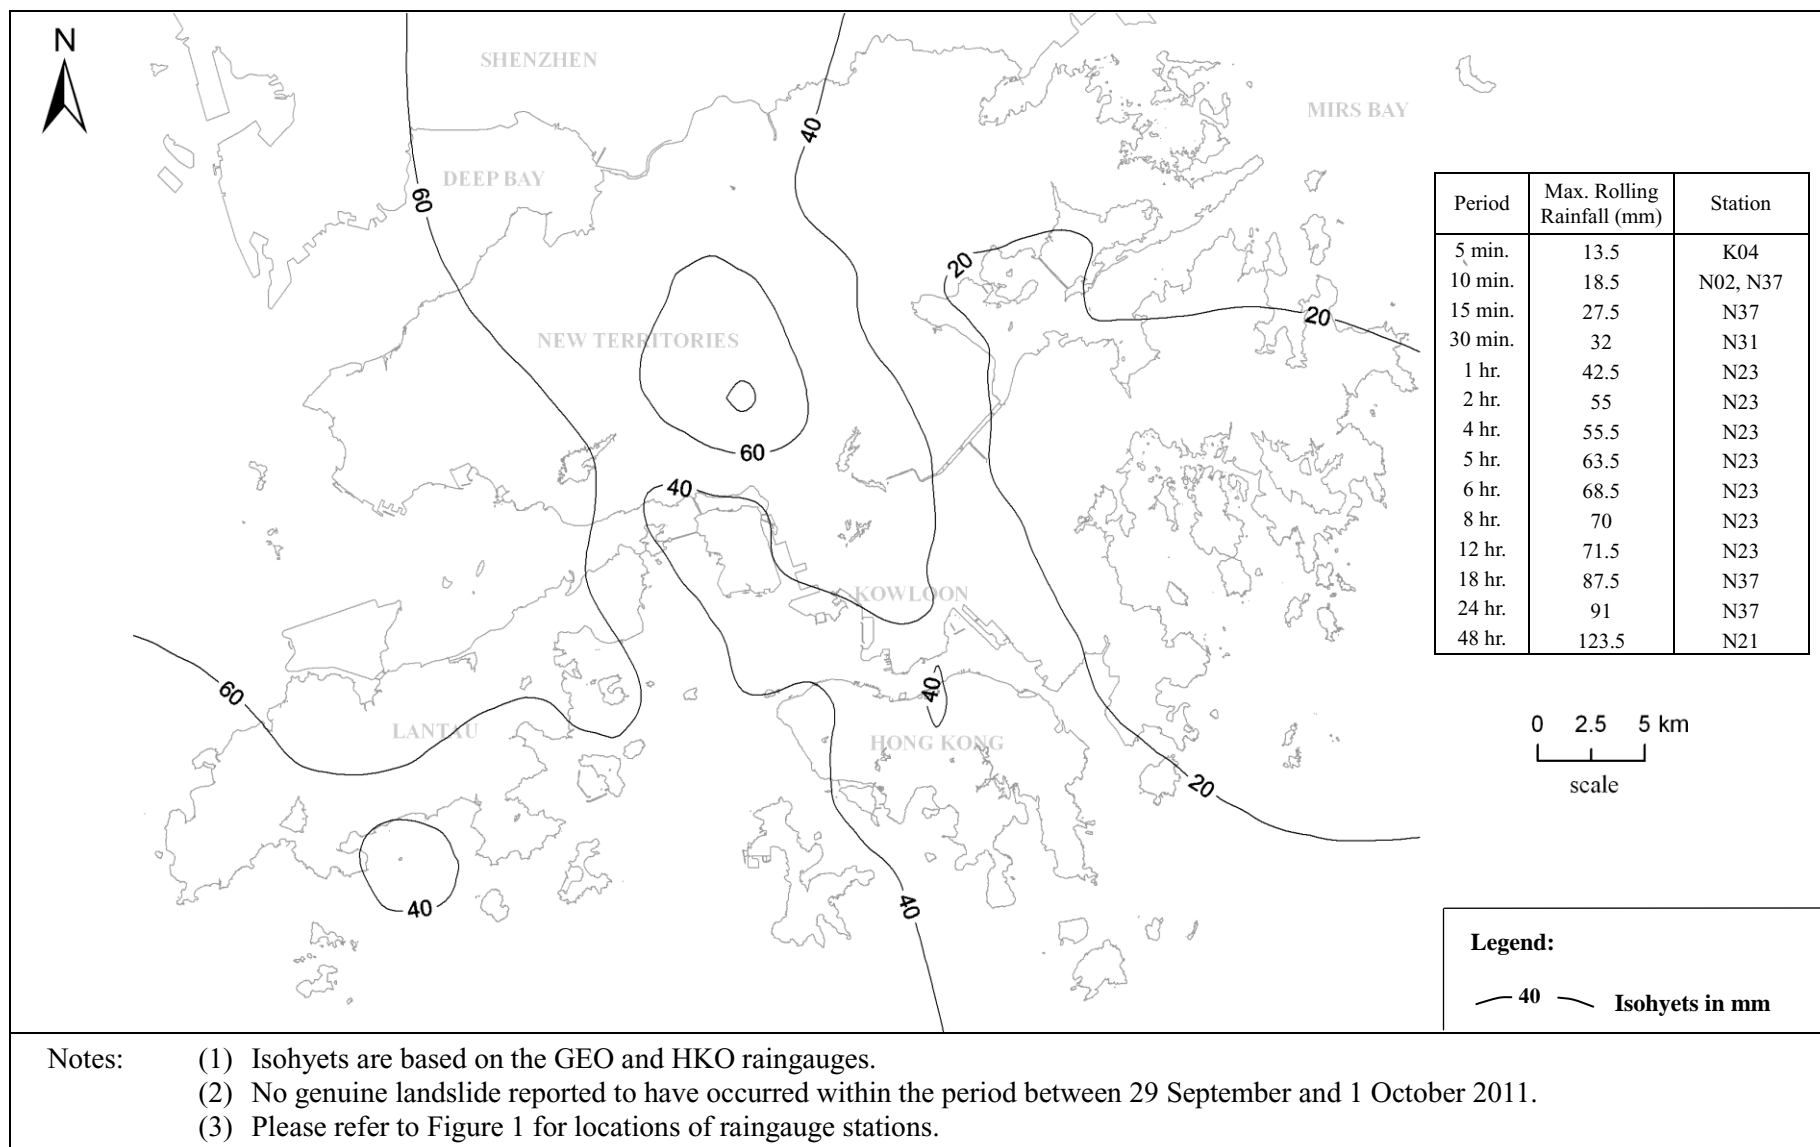 N
SHENZHEN
MIRS BAY
40
DEEP BAY
60
20
20
NEW TERRITORIES
60
40
KOWLOON
60
40
LANTAU
HONG KONG
20
40
40
Period Max. Rolling Rainfall (mm) Station
5 min. 13.5 K04
10 min. 18.5 N02, N37
15 min. 27.5 N37
30 min. 32 N31
1 hr. 42.5 N23
2 hr. 55 N23
4 hr. 55.5 N23
5 hr. 63.5 N23
6 hr. 68.5 N23
8 hr. 70 N23
12 hr. 71.5 N23
18 hr. 87.5 N37
24 hr. 91 N37
48 hr. 123.5 N21
0 2.5 5 km
scale
Legend:
40 Isohyets in mm
Notes: (1) Isohyets are based on the GEO and HKO raingauges.
(2) No genuine landslide reported to have occurred within the period between 29 September and 1 October 2011.
(3) Please refer to Figure 1 for locations of raingauge stations.